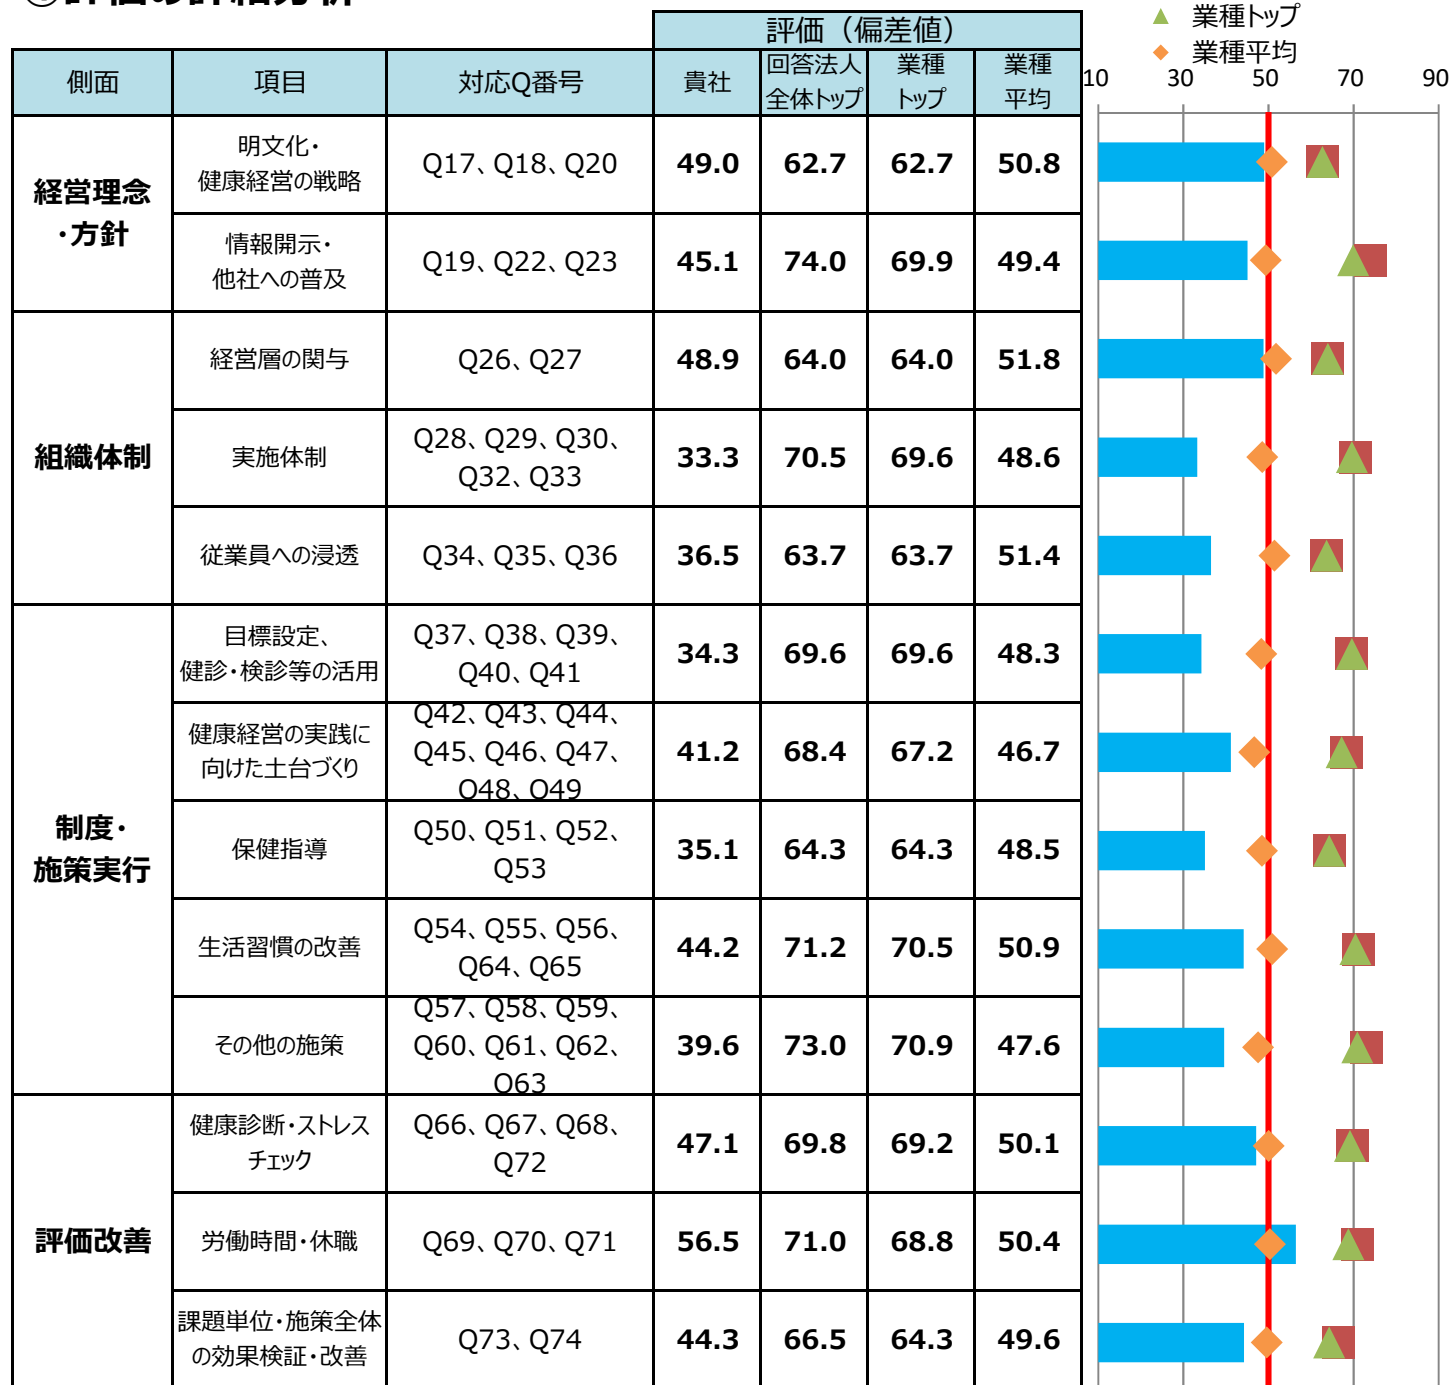 ①評価の詳細分析
▲ 業種トップ
◆ 業種平均
評価（偏差値）
側面 項目 対応Q番号 貴社 回答法人 業種 業種
全体トップ トップ 平均
10 30 50 70 90
経営理念
・方針
明文化・
健康経営の戦略
Q17、Q18、Q20 49.0 62.7 62.7 50.8
情報開示・
他社への普及
Q19、Q22、Q23 45.1 74.0 69.9 49.4
組織体制
経営層の関与 Q26、Q27 48.9 64.0 64.0 51.8
実施体制
Q28、Q29、Q30、
Q32、Q33
33.3 70.5 69.6 48.6
従業員への浸透 Q34、Q35、Q36 36.5 63.7 63.7 51.4
制度・
施策実行
目標設定、
健診・検診等の活用
Q37、Q38、Q39、
Q40、Q41
34.3 69.6 69.6 48.3
健康経営の実践に
向けた土台づくり
Q42、Q43、Q44、
Q45、Q46、Q47、
Q48、Q49
41.2 68.4 67.2 46.7
保健指導
Q50、Q51、Q52、
Q53
35.1 64.3 64.3 48.5
生活習慣の改善
Q54、Q55、Q56、
Q64、Q65
44.2 71.2 70.5 50.9
その他の施策
Q57、Q58、Q59、
Q60、Q61、Q62、
Q63
39.6 73.0 70.9 47.6
評価改善
健康診断・ストレス
チェック
Q66、Q67、Q68、
Q72
47.1 69.8 69.2 50.1
労働時間・休職 Q69、Q70、Q71 56.5 71.0 68.8 50.4
課題単位・施策全体
の効果検証・改善
Q73、Q74 44.3 66.5 64.3 49.6